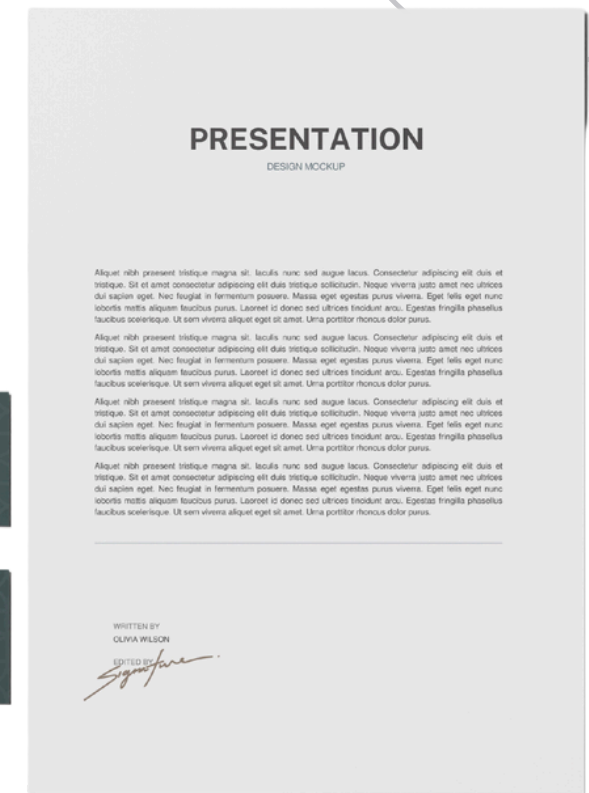 PRESENTATION
DESIGN MOCKUP
Aliquet nibh praesent tristique magna sit. Iaculis nunc sed augue lacus. Consectetur adipiscing elit duis et
tristique. Sit et amet consectetur adipiscing elit duis tristique sollicitudin. Neque viverra justo amet nec ultrices
dui sapien eget. Nec feugiat in fermentum posuere. Massa eget egestas purus viverra. Eget felis eget nunc
lobortis mattis aliquam faucibus purus. Laoreet id donec sed ultrices tincidunt arcu. Egestas fringilla phasellus
faucibus scelerisque. Ut sem viverra aliquet eget sit amet. Urna porttitor rhoncus dolor purus.
Aliquet nibh praesent tristique magna sit. Iaculis nunc sed augue lacus. Consectetur adipiscing elit duis et
tristique. Sit et amet consectetur adipiscing elit duis tristique sollicitudin. Neque viverra justo amet nec ultrices
dui sapien eget. Nec feugiat in fermentum posuere. Massa eget egestas purus viverra. Eget felis eget nunc
lobortis mattis aliquam faucibus purus. Laoreet id donec sed ultrices tincidunt arcu. Egestas fringilla phasellus
faucibus scelerisque. Ut sem viverra aliquet eget sit amet. Urna porttitor rhoncus dolor purus.
Aliquet nibh praesent tristique magna sit. Iaculis nunc sed augue lacus. Consectetur adipiscing elit duis et
tristique. Sit et amet consectetur adipiscing elit duis tristique sollicitudin. Neque viverra justo amet nec ultrices
dui sapien eget. Nec feugiat in fermentum posuere. Massa eget egestas purus viverra. Eget felis eget nunc
lobortis mattis aliquam faucibus purus. Laoreet id donec sed ultrices tincidunt arcu. Egestas fringilla phasellus
faucibus scelerisque. Ut sem viverra aliquet eget sit amet. Urna porttitor rhoncus dolor purus.
Aliquet nibh praesent tristique magna sit. Iaculis nunc sed augue lacus. Consectetur adipiscing elit duis et
tristique. Sit et amet consectetur adipiscing elit duis tristique sollicitudin. Neque viverra justo amet nec ultrices
dui sapien eget. Nec feugiat in fermentum posuere. Massa eget egestas purus viverra. Eget felis eget nunc
lobortis mattis aliquam faucibus purus. Laoreet id donec sed ultrices tincidunt arcu. Egestas fringilla phasellus
faucibus scelerisque. Ut sem viverra aliquet eget sit amet. Urna porttitor rhoncus dolor purus.
WRITTEN BY
OLIVIA WILSON
EDITED BY
Signature